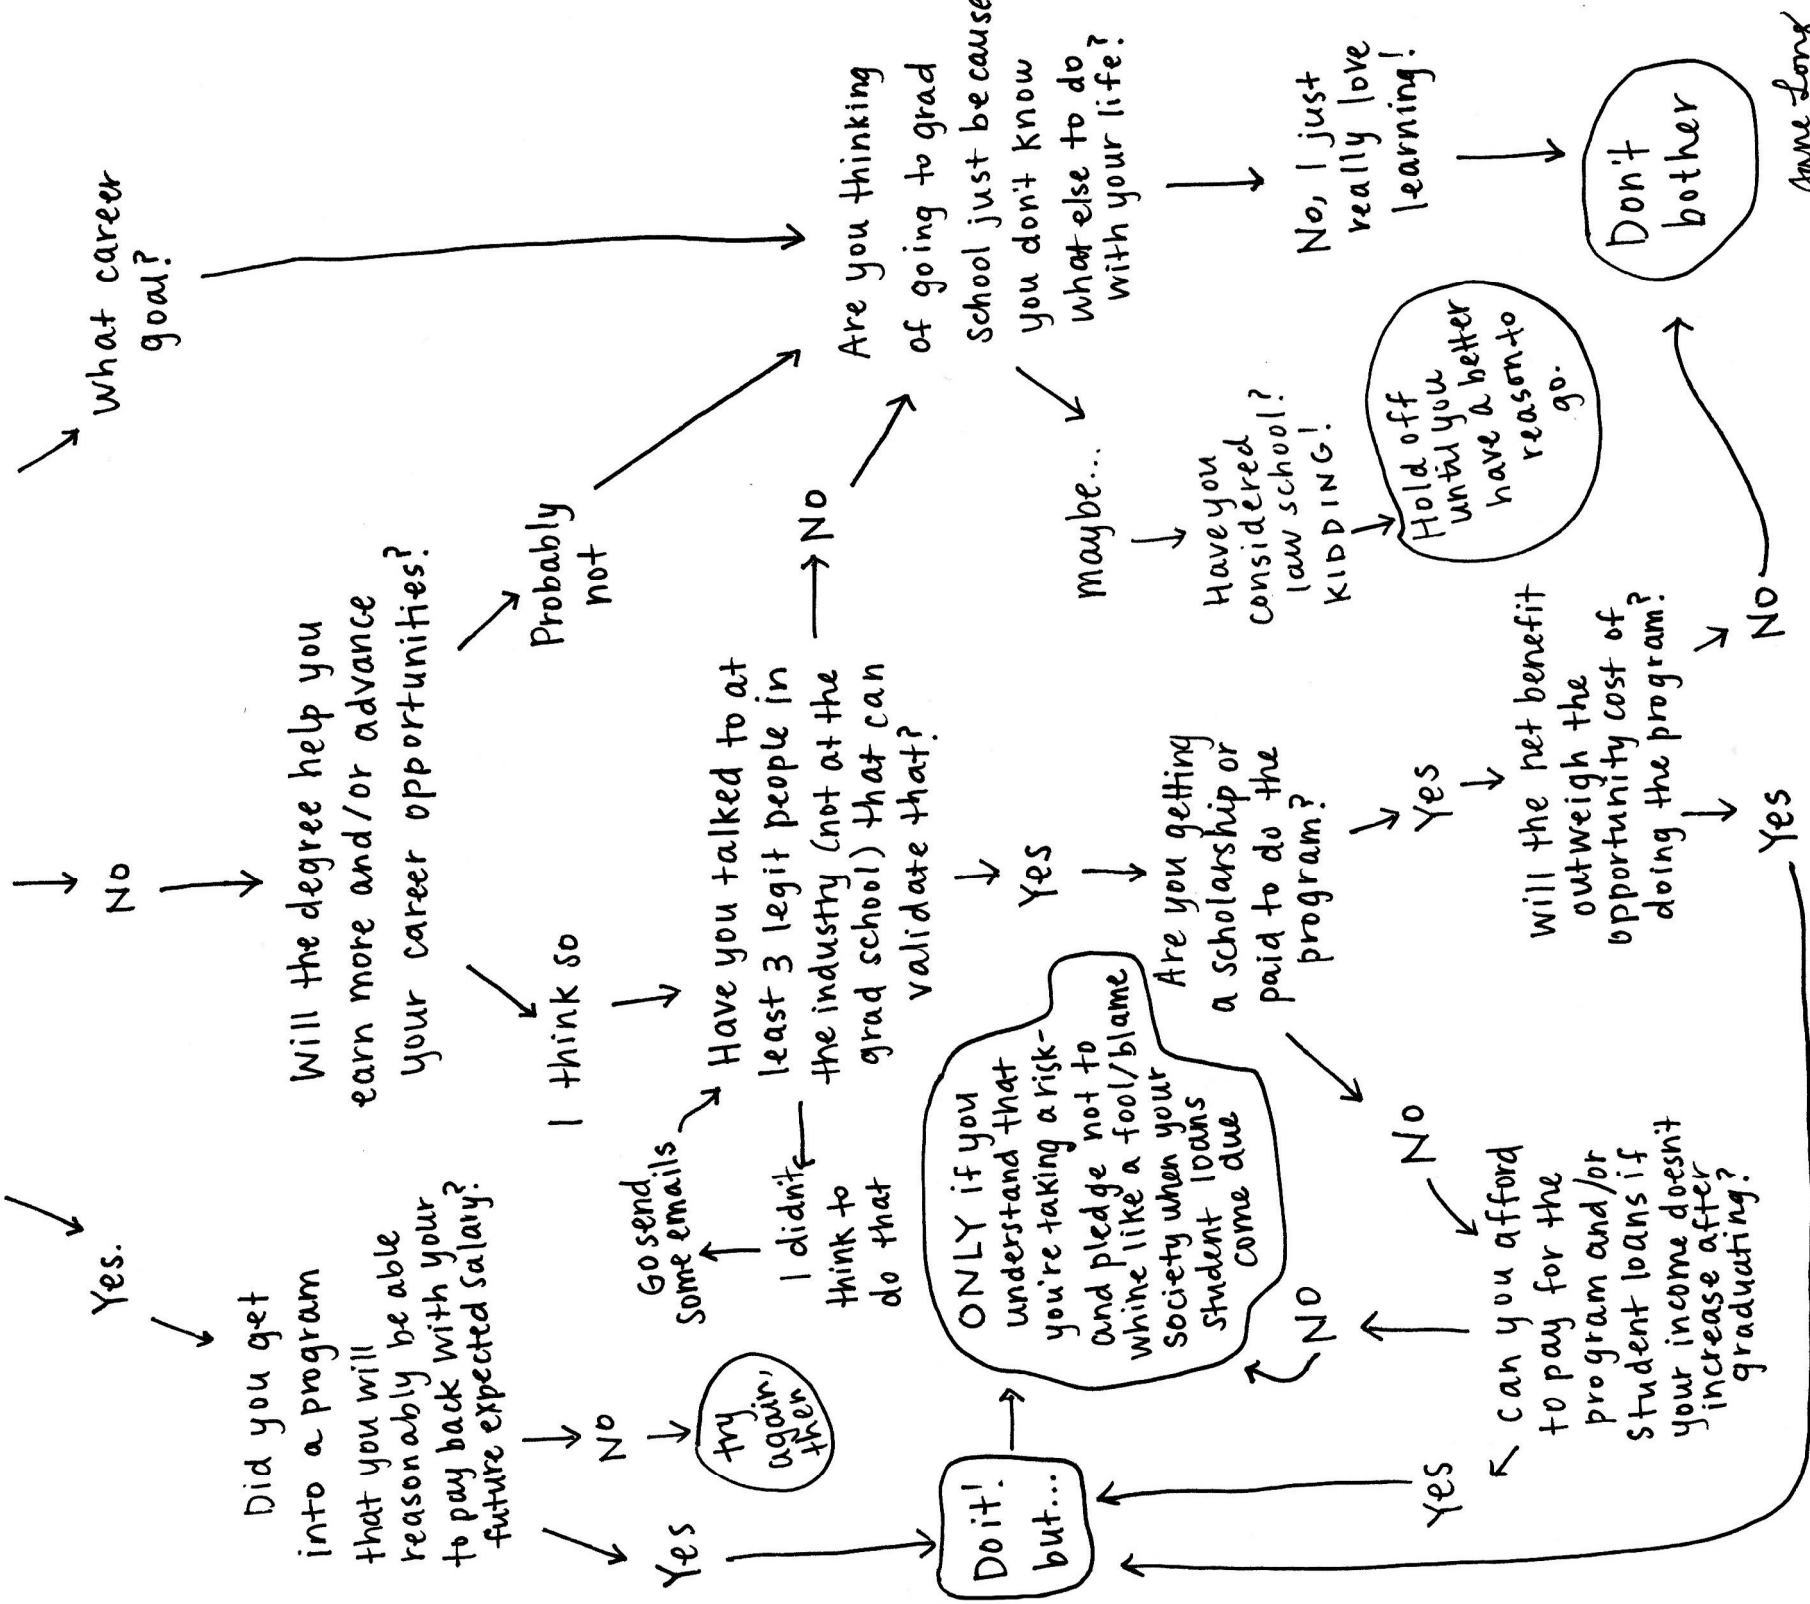 What career
goal?
NO
Yes.
Will the degree help you
earn more and/or advance
your career opportunities?
Did you get
into a program
that you will
reasonably be able
to pay back with your
future expected salary?
Probably
not
I think so
NO
Yes
try
again,
then
Go send
some emails
Have you talked to at
least 3 legit people in
the industry (not at the
grad school) that can
validate that?
I didn't
think to
do that
NO
Yes
Are you thinking
of going to grad
school just because
you don't know
what else to do
with your life?
Do it!
but...
ONLY if you
understand that
you're taking a risk-
and pledge not to
whine like a fool/blame
society when your
student loans
come due
maybe...
Have you
considered
law school?
KIDDING!
Hold off
until you
have a better
reason to
go.
No, I just
really love
learning!
Don't
bother
Are you getting
a scholarship or
paid to do the
program?
Yes
NO
Will the net benefit
outweigh the
opportunity cost of
doing the program?
No
Yes
NO
can you afford
to pay for the
program and/or
student loans if
your income doesn't
increase after
graduating?
Yes